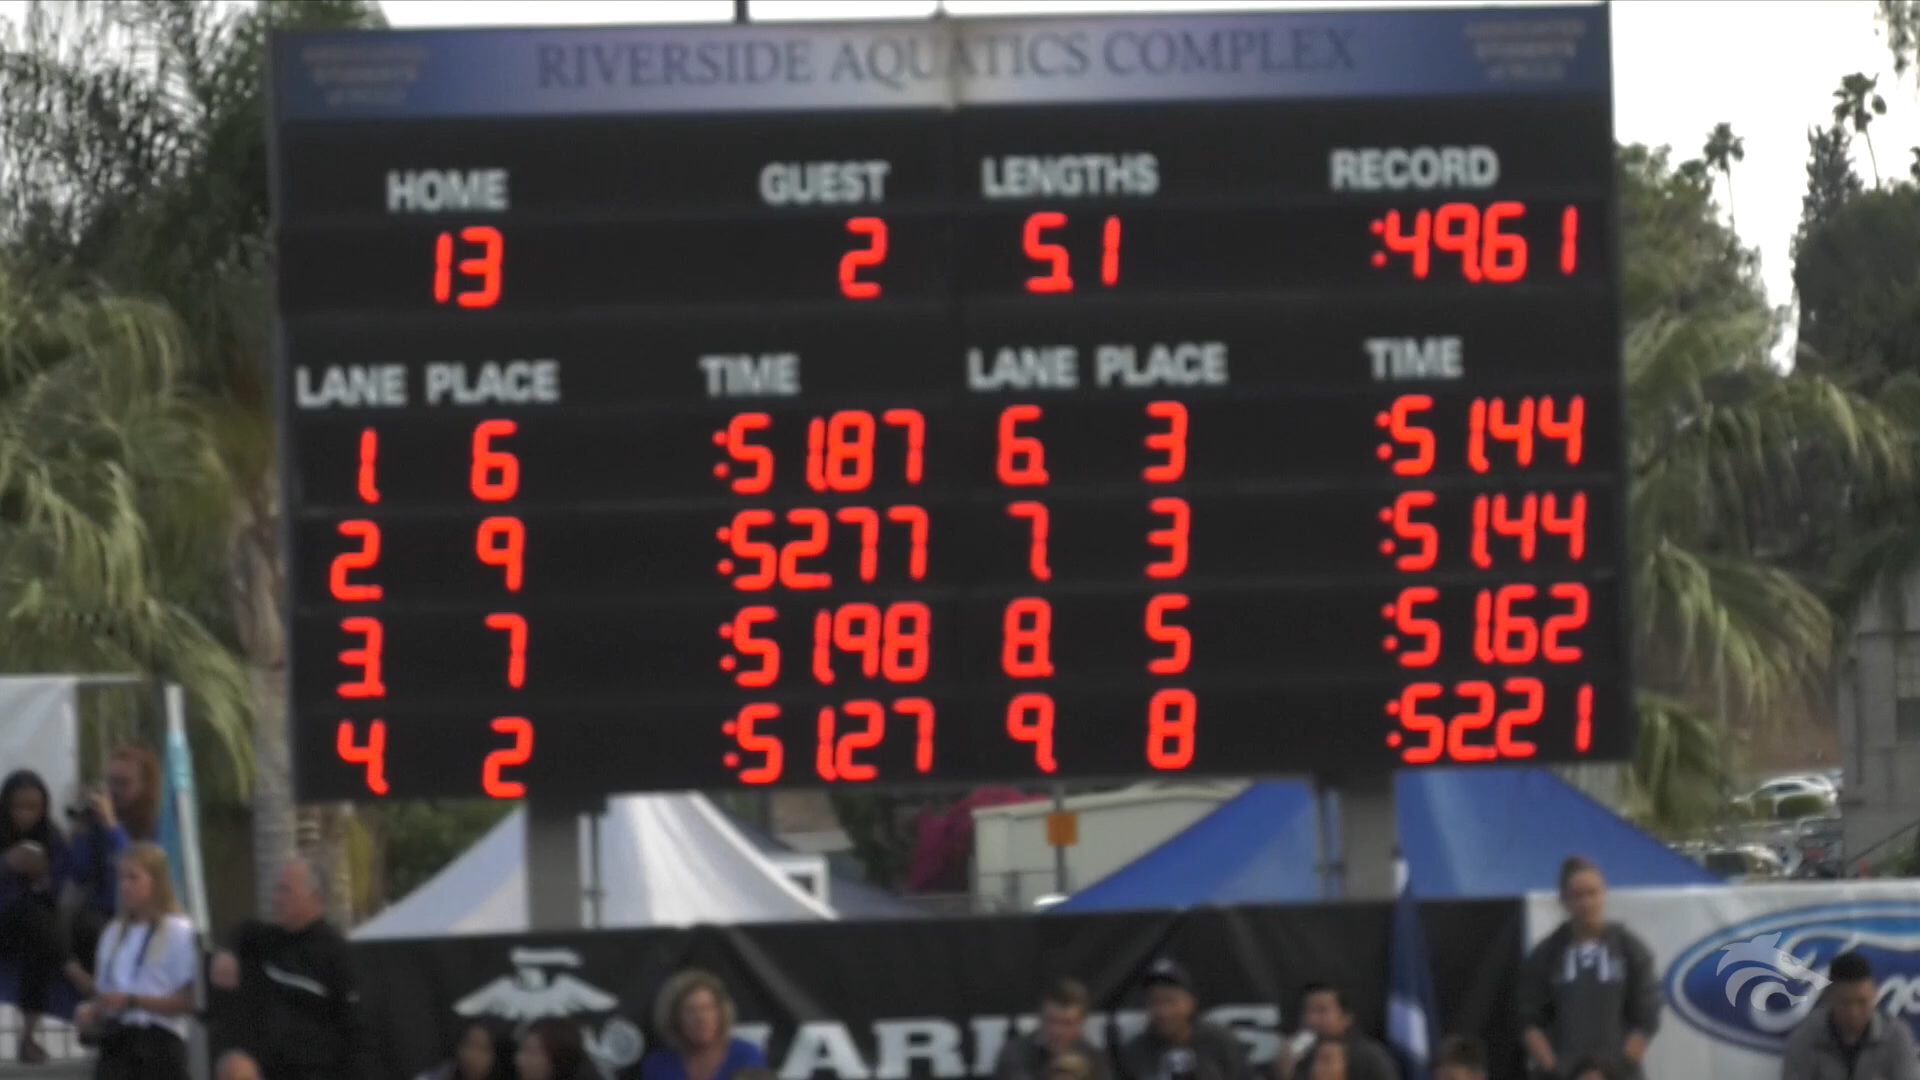 RIVERSIDE AQUATICS COMPLEX
HOME GUEST LENGTHS RECORD
13 2 5.1 :49.61
LANE PLACE TIME LANE PLACE TIME
1 6 :51.87 6. 3 :51.44
2 9 :5277 7. 3 :51.44
3. 7 :51.98 8. 5 :51.62
4 2 :51.27 9. 8 :52.21